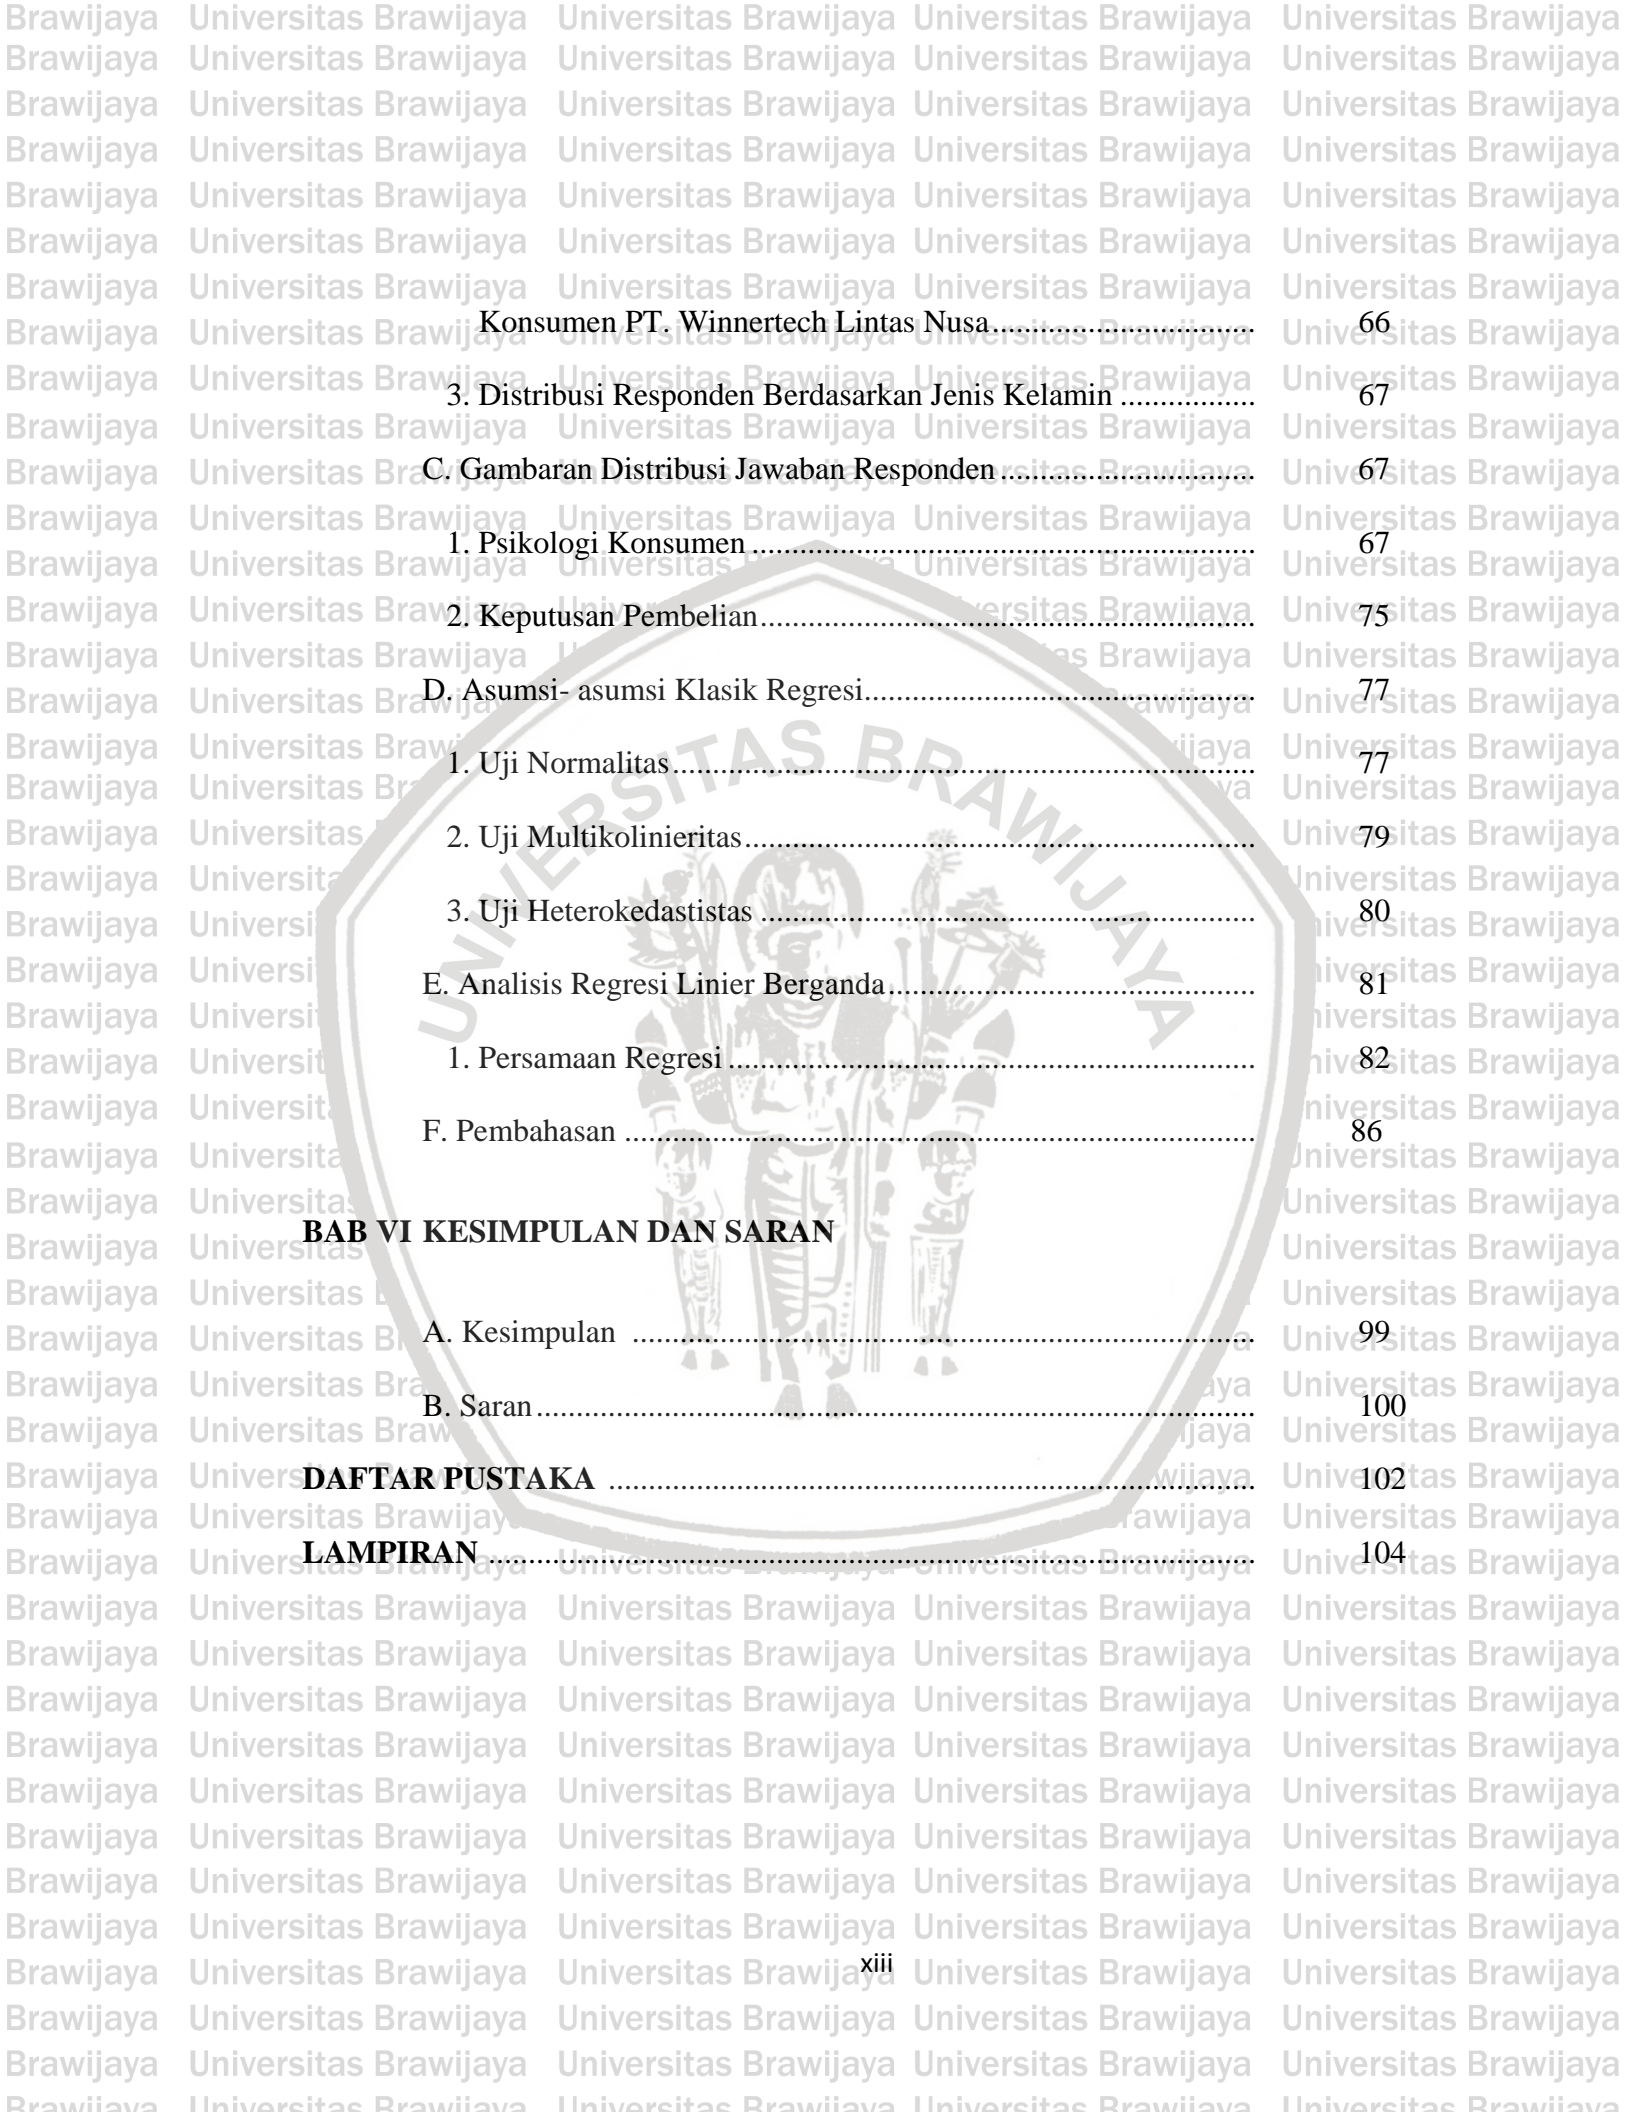 Konsumen PT. Winnertech Lintas Nusa................................. 66
3. Distribusi Responden Berdasarkan Jenis Kelamin ................. 67
C. Gambaran Distribusi Jawaban Responden ................................ 67
1. Psikologi Konsumen ............................................................... 67
2. Keputusan Pembelian.............................................................. 75
D. Asumsi- asumsi Klasik Regresi................................................. 77
1. Uji Normalitas......................................................................... 77
2. Uji Multikolinieritas................................................................ 79
3. Uji Heterokedastistas .............................................................. 80
E. Analisis Regresi Linier Berganda.............................................. 81
1. Persamaan Regresi .................................................................. 82
F. Pembahasan ............................................................................... 86
BAB VI KESIMPULAN DAN SARAN
A. Kesimpulan .............................................................................. 99
B. Saran.......................................................................................... 100
DAFTAR PUSTAKA ................................................................................. 102
LAMPIRAN ................................................................................................ 104
UNIVERSITAS BRAWIJAYA
xiii